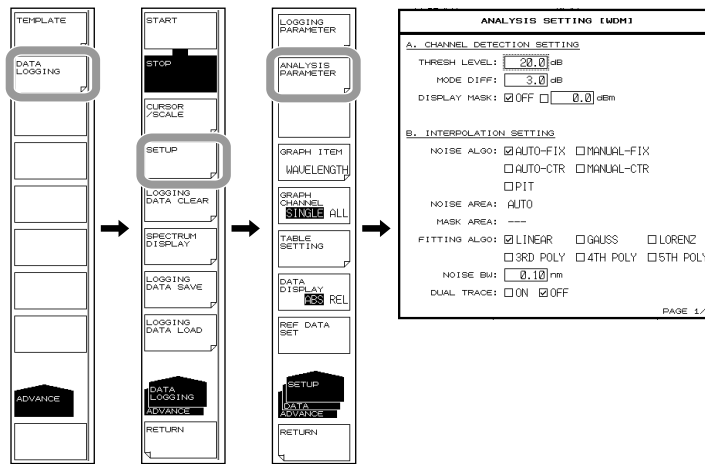 TEMPLATE
DATA
LOGGING
ADVANCE
START
STOP
CURSOR
/SCALE
SETUP
LOGGING
DATA CLEAR
SPECTRUM
DISPLAY
LOGGING
DATA SAVE
LOGGING
DATA LOAD
DATA
LOGGING
ADVANCE
RETURN
LOGGING
PARAMETER
ANALYSIS
PARAMETER
GRAPH ITEM
WAVELENGTH
GRAPH
CHANNEL
SINGLE ALL
TABLE
SETTING
DATA
DISPLAY
ABS REL
REF DATA
SET
SETUP
DATA
ADVANCE
RETURN
ANALYSIS SETTING [WDM]
A. CHANNEL DETECTION SETTING
THRESH LEVEL: 20.0 dB
MODE DIFF: 3.0 dB
DISPLAY MASK: ☑ OFF ☐ 0.0 dBm
B. INTERPOLATION SETTING
NOISE ALGO: ☑ AUTO-FIX ☐ MANUAL-FIX
☐ AUTO-CTR ☐ MANUAL-CTR
☐ PIT
NOISE AREA: AUTO
MASK AREA: ---
FITTING ALGO: ☑ LINEAR ☐ GAUSS ☐ LORENZ
☐ 3RD POLY ☐ 4TH POLY ☐ 5TH POLY
NOISE BW: 0.10 nm
DUAL TRACE: ☐ ON ☑ OFF
PAGE 1/